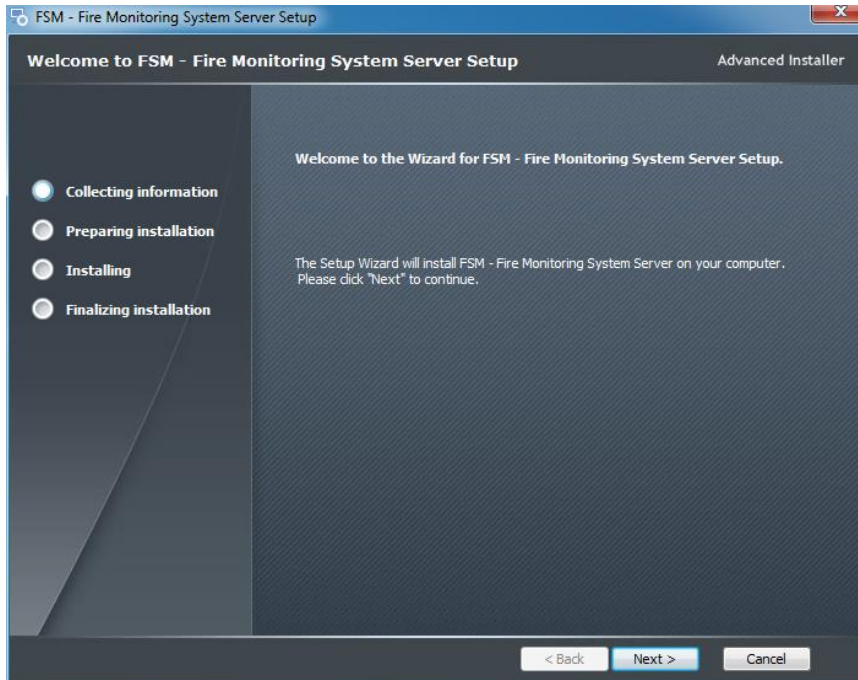 FSM - Fire Monitoring System Server Setup
Welcome to FSM - Fire Monitoring System Server Setup
Advanced Installer
Welcome to the Wizard for FSM - Fire Monitoring System Server Setup.
Collecting information
Preparing installation
Installing
Finalizing installation
The Setup Wizard will install FSM - Fire Monitoring System Server on your computer.
Please click "Next" to continue.
< Back
Next >
Cancel